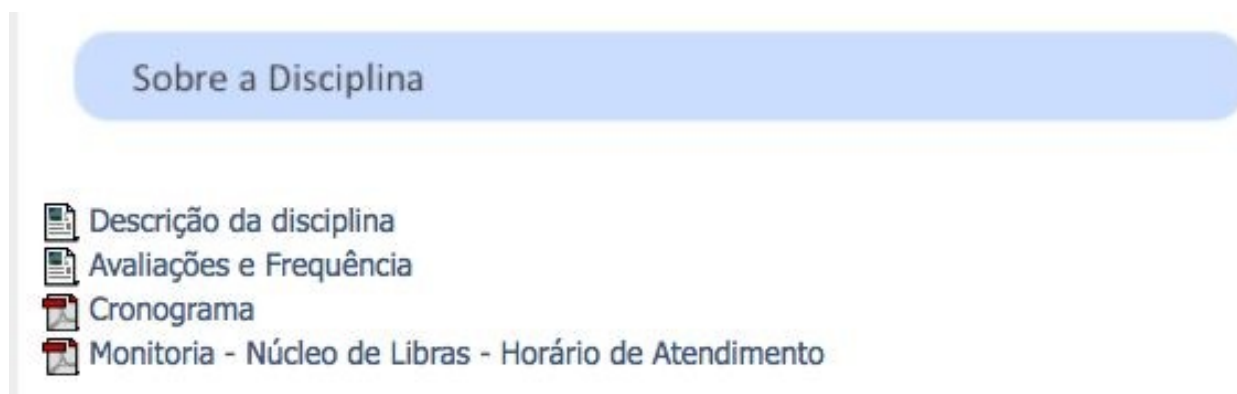 Sobre a Disciplina
Descrição da disciplina
Avaliações e Frequência
Cronograma
Monitoria - Núcleo de Libras - Horário de Atendimento